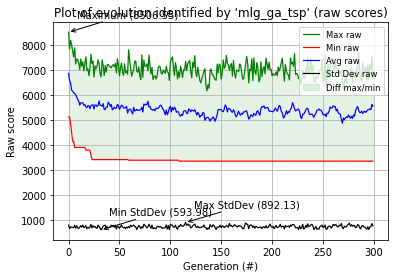 Plot of evolution identified by 'mlg_ga_tsp' (raw scores)
Maximum (8506.53)
Max raw
Min raw
Avg raw
Std Dev raw
Diff max/min
8000
7000
6000
5000
4000
3000
2000
1000
Raw score
Min StdDev (593.98)
Max StdDev (892.13)
0 50 100 150 200 250 300
Generation (#)